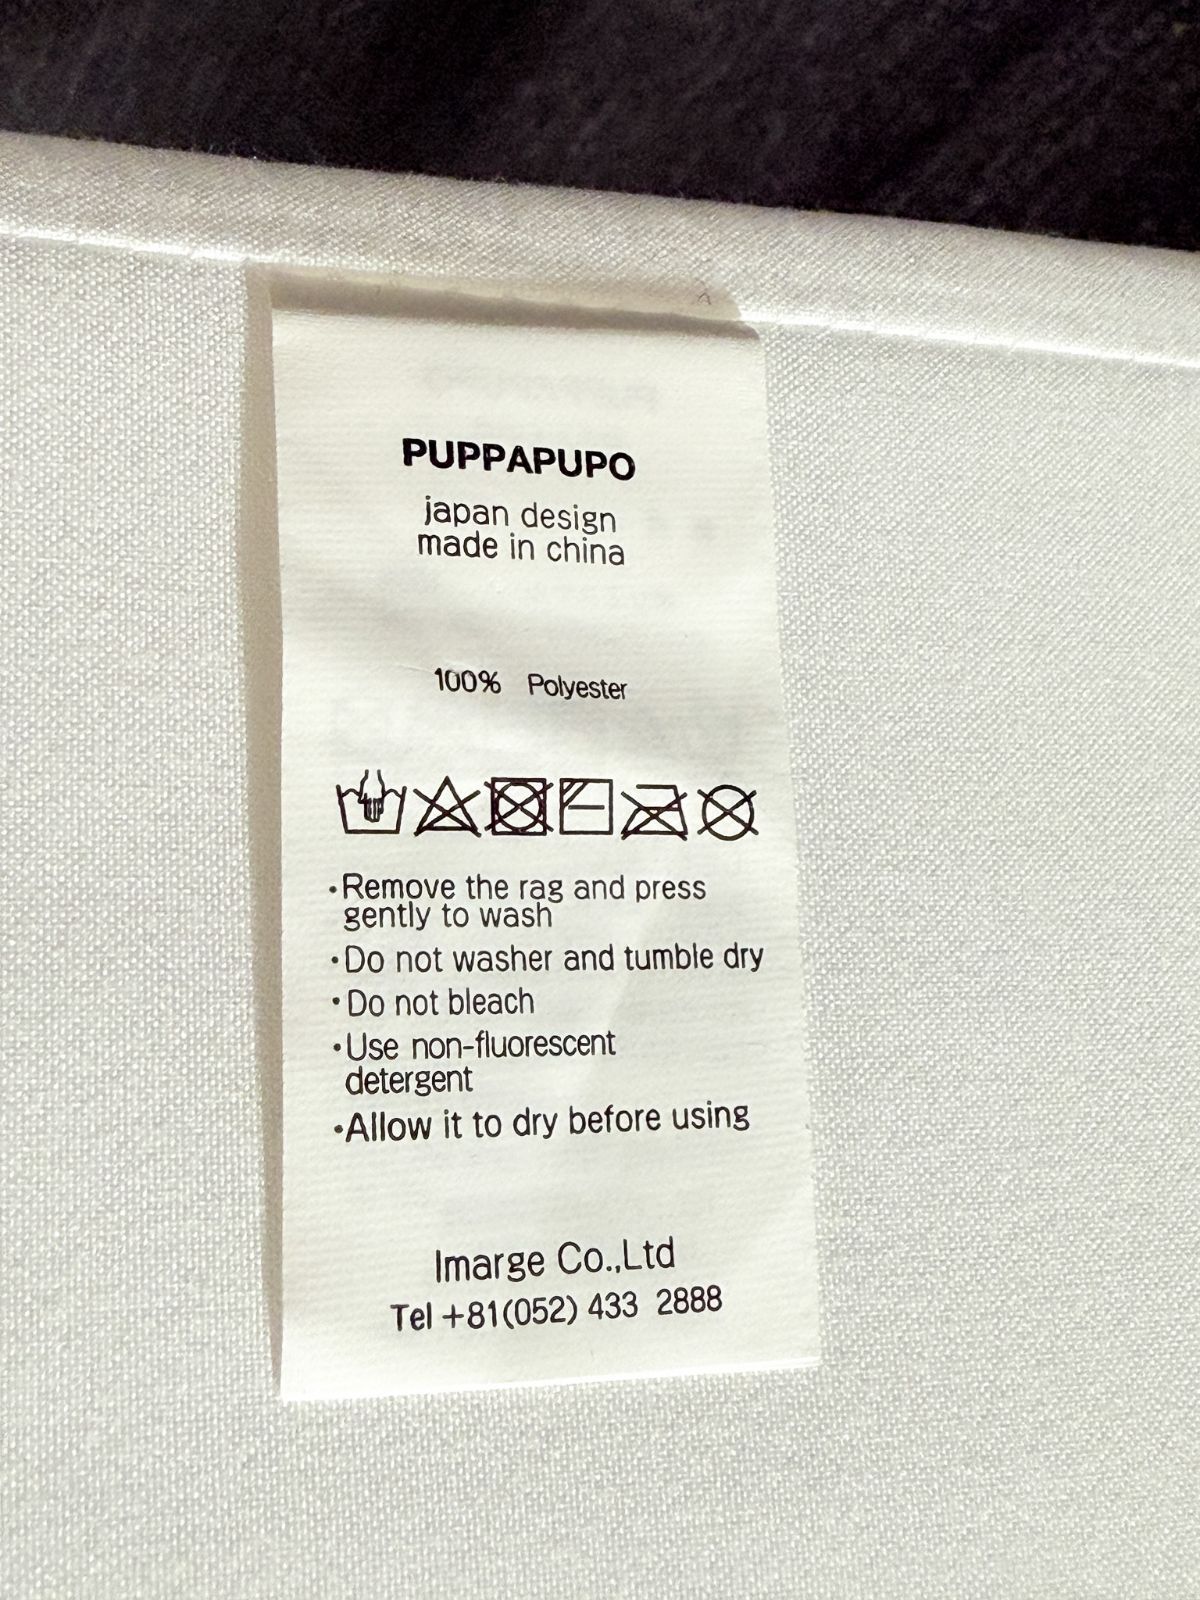 PUPPAPUPO
japan design
made in china
100% Polyester
•Remove the rag and press
gently to wash
•Do not washer and tumble dry
•Do not bleach
•Use non-fluorescent
detergent
•Allow it to dry before using
Imarge Co.,Ltd
Tel +81(052) 433 2888